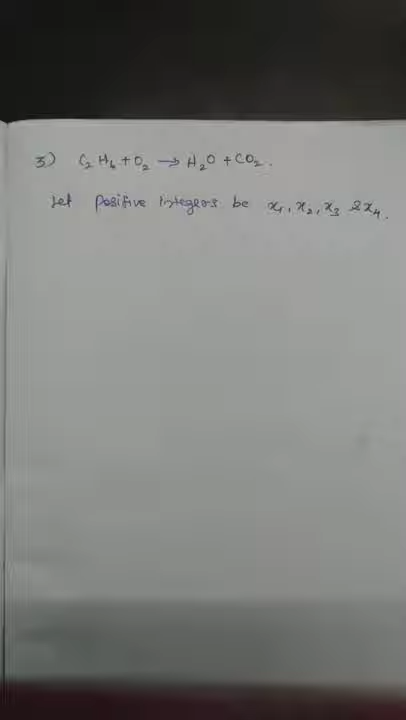 3) C₂H₆ + O₂ → H₂O + CO₂.
Let positive integers be x₁, x₂, x₃ & x₄.